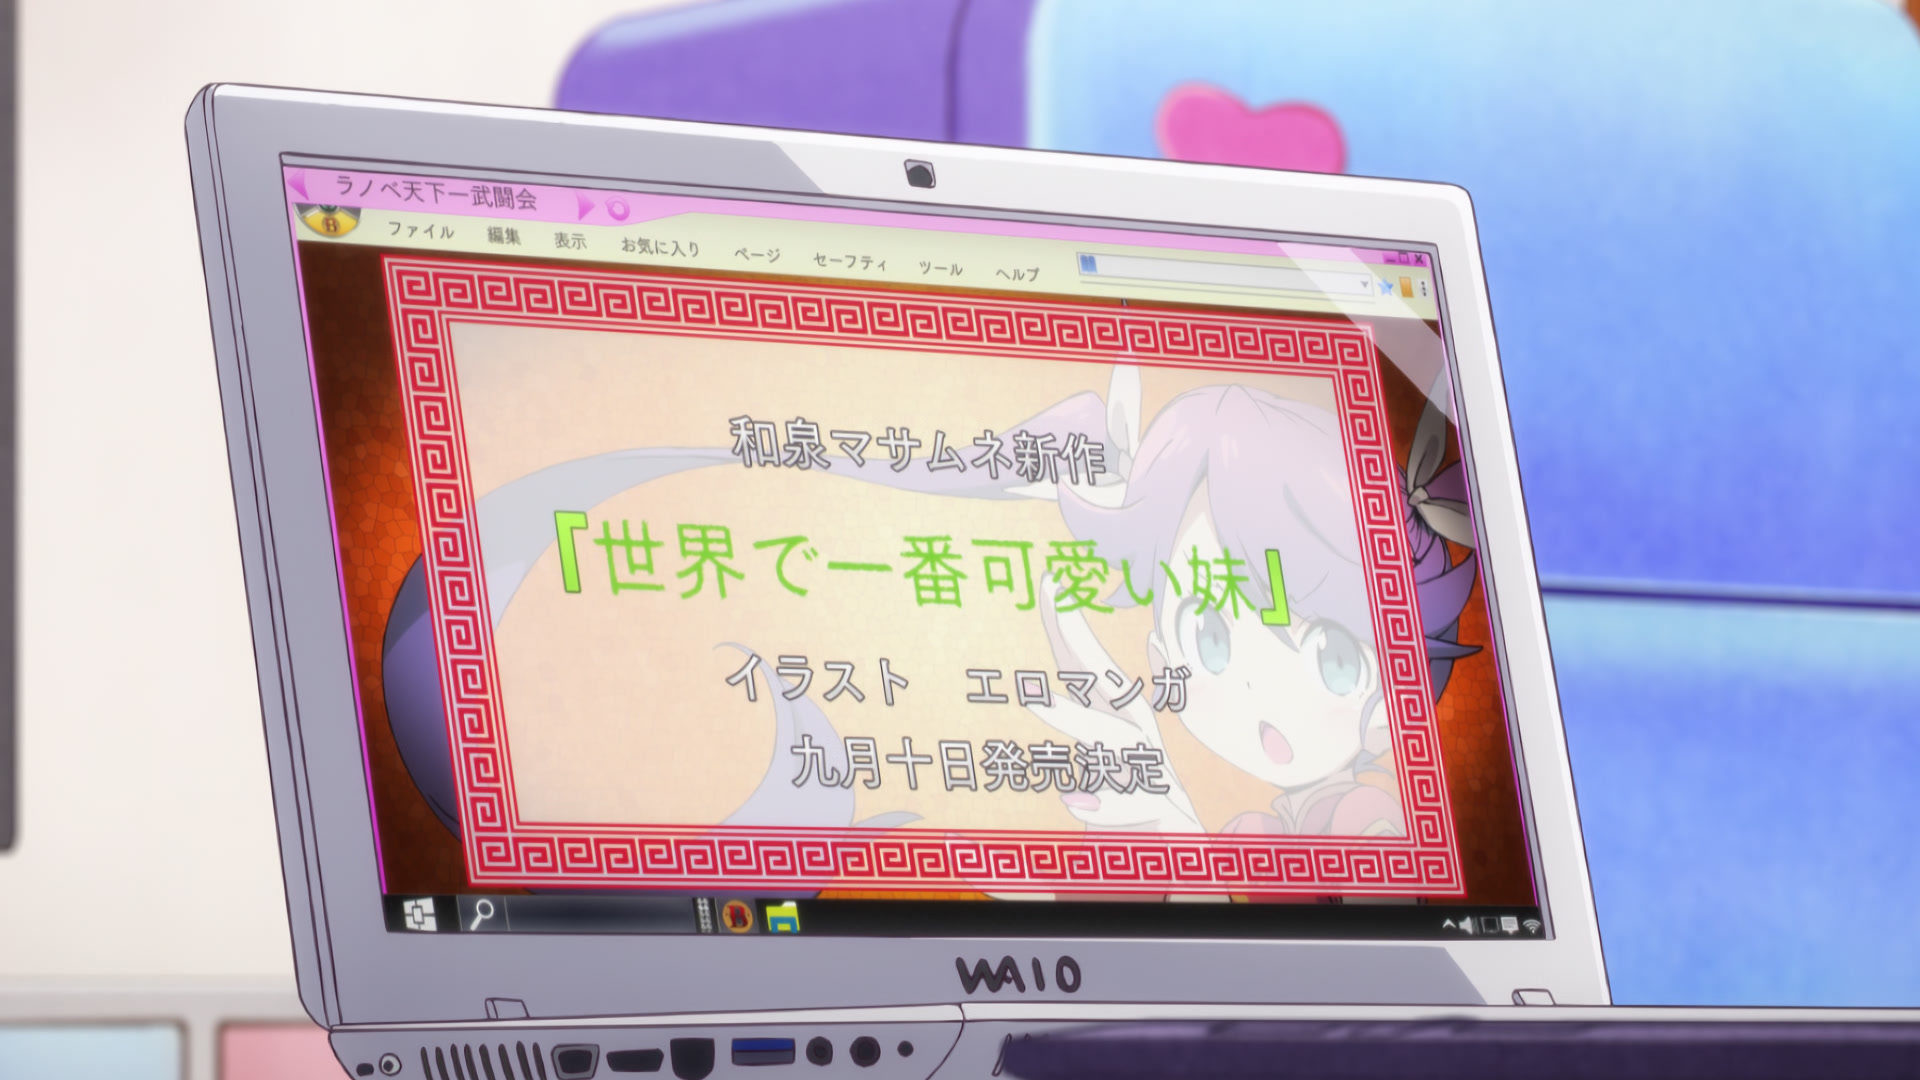 ラノベ天下一武闘会
B
ファイル 編集 表示 お気に入り ページ セーフティ ツール ヘルプ
和泉マサムネ新作
『世界で一番可愛い妹』
イラスト　エロマンガ
九月十日発売決定
B
WAIO